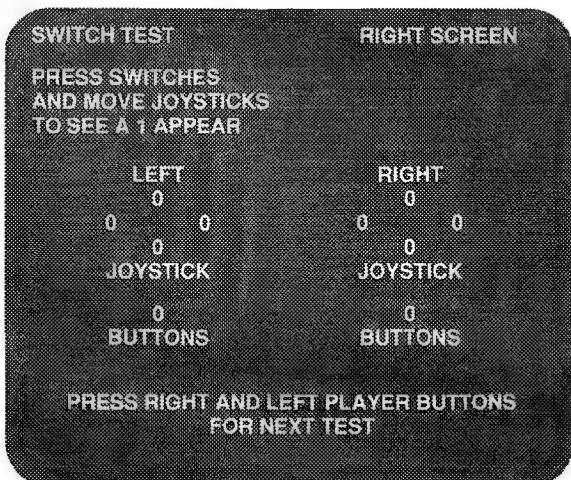 SWITCH TEST RIGHT SCREEN
PRESS SWITCHES
AND MOVE JOYSTICKS
TO SEE A 1 APPEAR
LEFT RIGHT
0 0
0 0 0 0
0 0
JOYSTICK JOYSTICK
0 0
BUTTONS BUTTONS
PRESS RIGHT AND LEFT PLAYER BUTTONS
FOR NEXT TEST